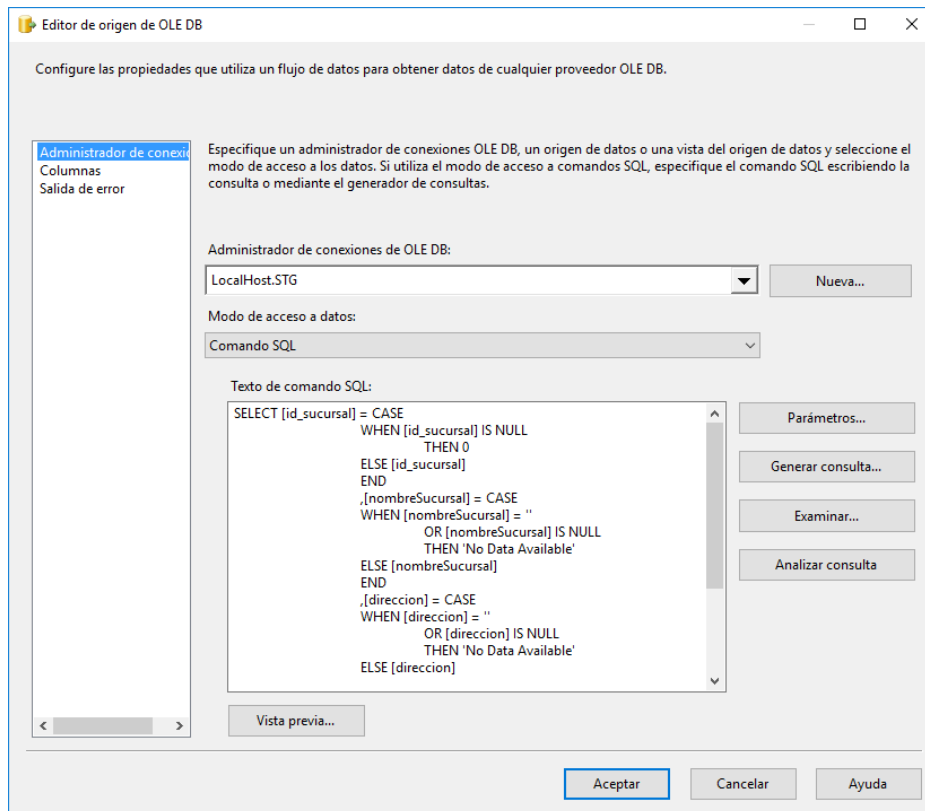 Editor de origen de OLE DB
Configure las propiedades que utiliza un flujo de datos para obtener datos de cualquier proveedor OLE DB.
Administrador de conexio
Columnas
Salida de error
Especifique un administrador de conexiones OLE DB, un origen de datos o una vista del origen de datos y seleccione el
modo de acceso a los datos. Si utiliza el modo de acceso a comandos SQL, especifique el comando SQL escribiendo la
consulta o mediante el generador de consultas.
Administrador de conexiones de OLE DB:
LocalHost.STG
Nueva...
Modo de acceso a datos:
Comando SQL
Texto de comando SQL:
SELECT [id_sucursal] = CASE
WHEN [id_sucursal] IS NULL
THEN 0
ELSE [id_sucursal]
END
,[nombreSucursal] = CASE
WHEN [nombreSucursal] = ''
OR [nombreSucursal] IS NULL
THEN 'No Data Available'
ELSE [nombreSucursal]
END
,[direccion] = CASE
WHEN [direccion] = ''
OR [direccion] IS NULL
THEN 'No Data Available'
ELSE [direccion]
Parámetros...
Generar consulta...
Examinar...
Analizar consulta
Vista previa...
Aceptar
Cancelar
Ayuda